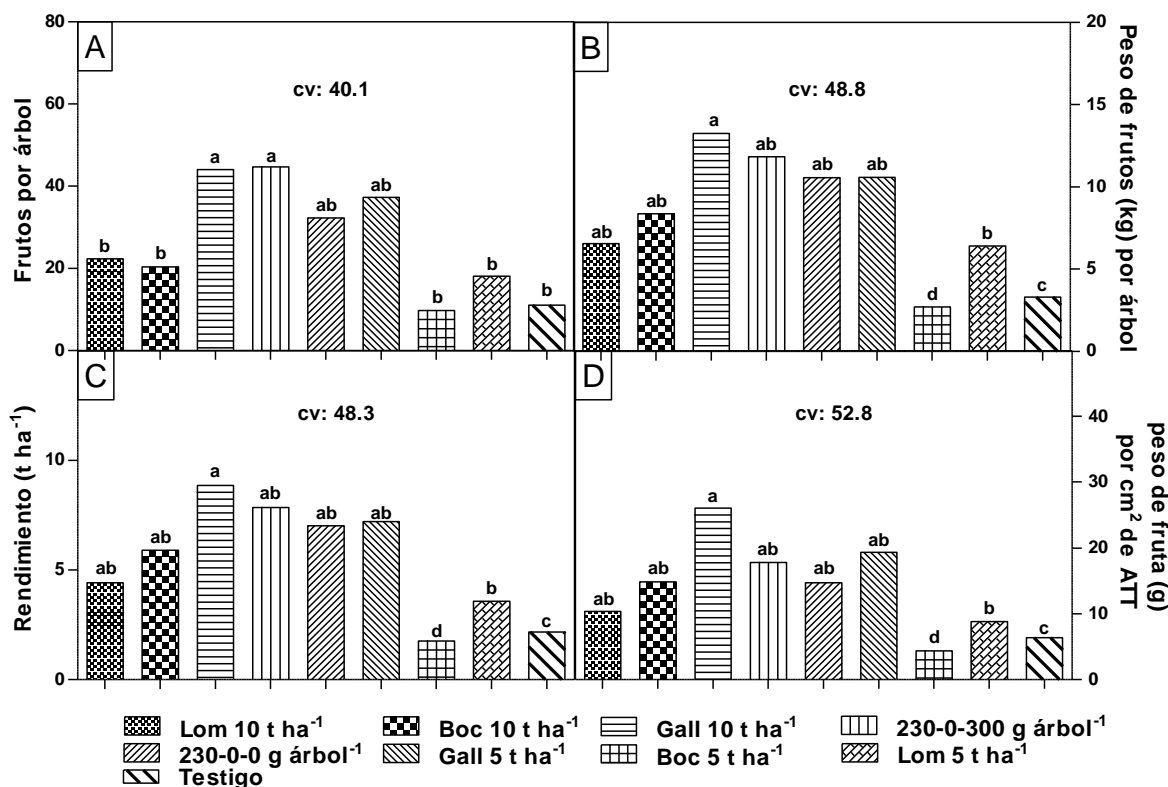 A
cv: 40.1
Frutos por árbol
80
60
40
20
0
b
b
a
a
ab
ab
b
b
b
B
cv: 48.8
Peso de frutos (kg) por árbol
20
15
10
5
0
ab
ab
a
ab
ab
ab
d
b
c
C
cv: 48.3
Rendimiento (t ha⁻¹)
10
5
0
ab
ab
a
ab
ab
ab
d
b
c
D
cv: 52.8
peso de fruta (g)
por cm² de ATT
40
30
20
10
0
ab
ab
a
ab
ab
ab
d
b
c
Lom 10 t ha⁻¹
Boc 10 t ha⁻¹
Gall 10 t ha⁻¹
230-0-300 g árbol⁻¹
230-0-0 g árbol⁻¹
Gall 5 t ha⁻¹
Boc 5 t ha⁻¹
Lom 5 t ha⁻¹
Testigo